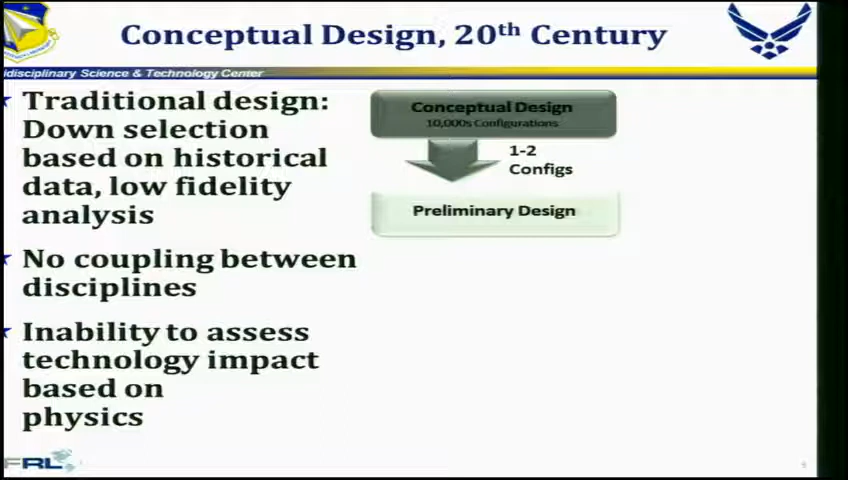 Conceptual Design, 20th Century
idisciplinary Science & Technology Center
Traditional design:
Down selection
based on historical
data, low fidelity
analysis
No coupling between
disciplines
Inability to assess
technology impact
based on
physics
Conceptual Design
10,000s Configurations
1-2
Configs
Preliminary Design
FRL